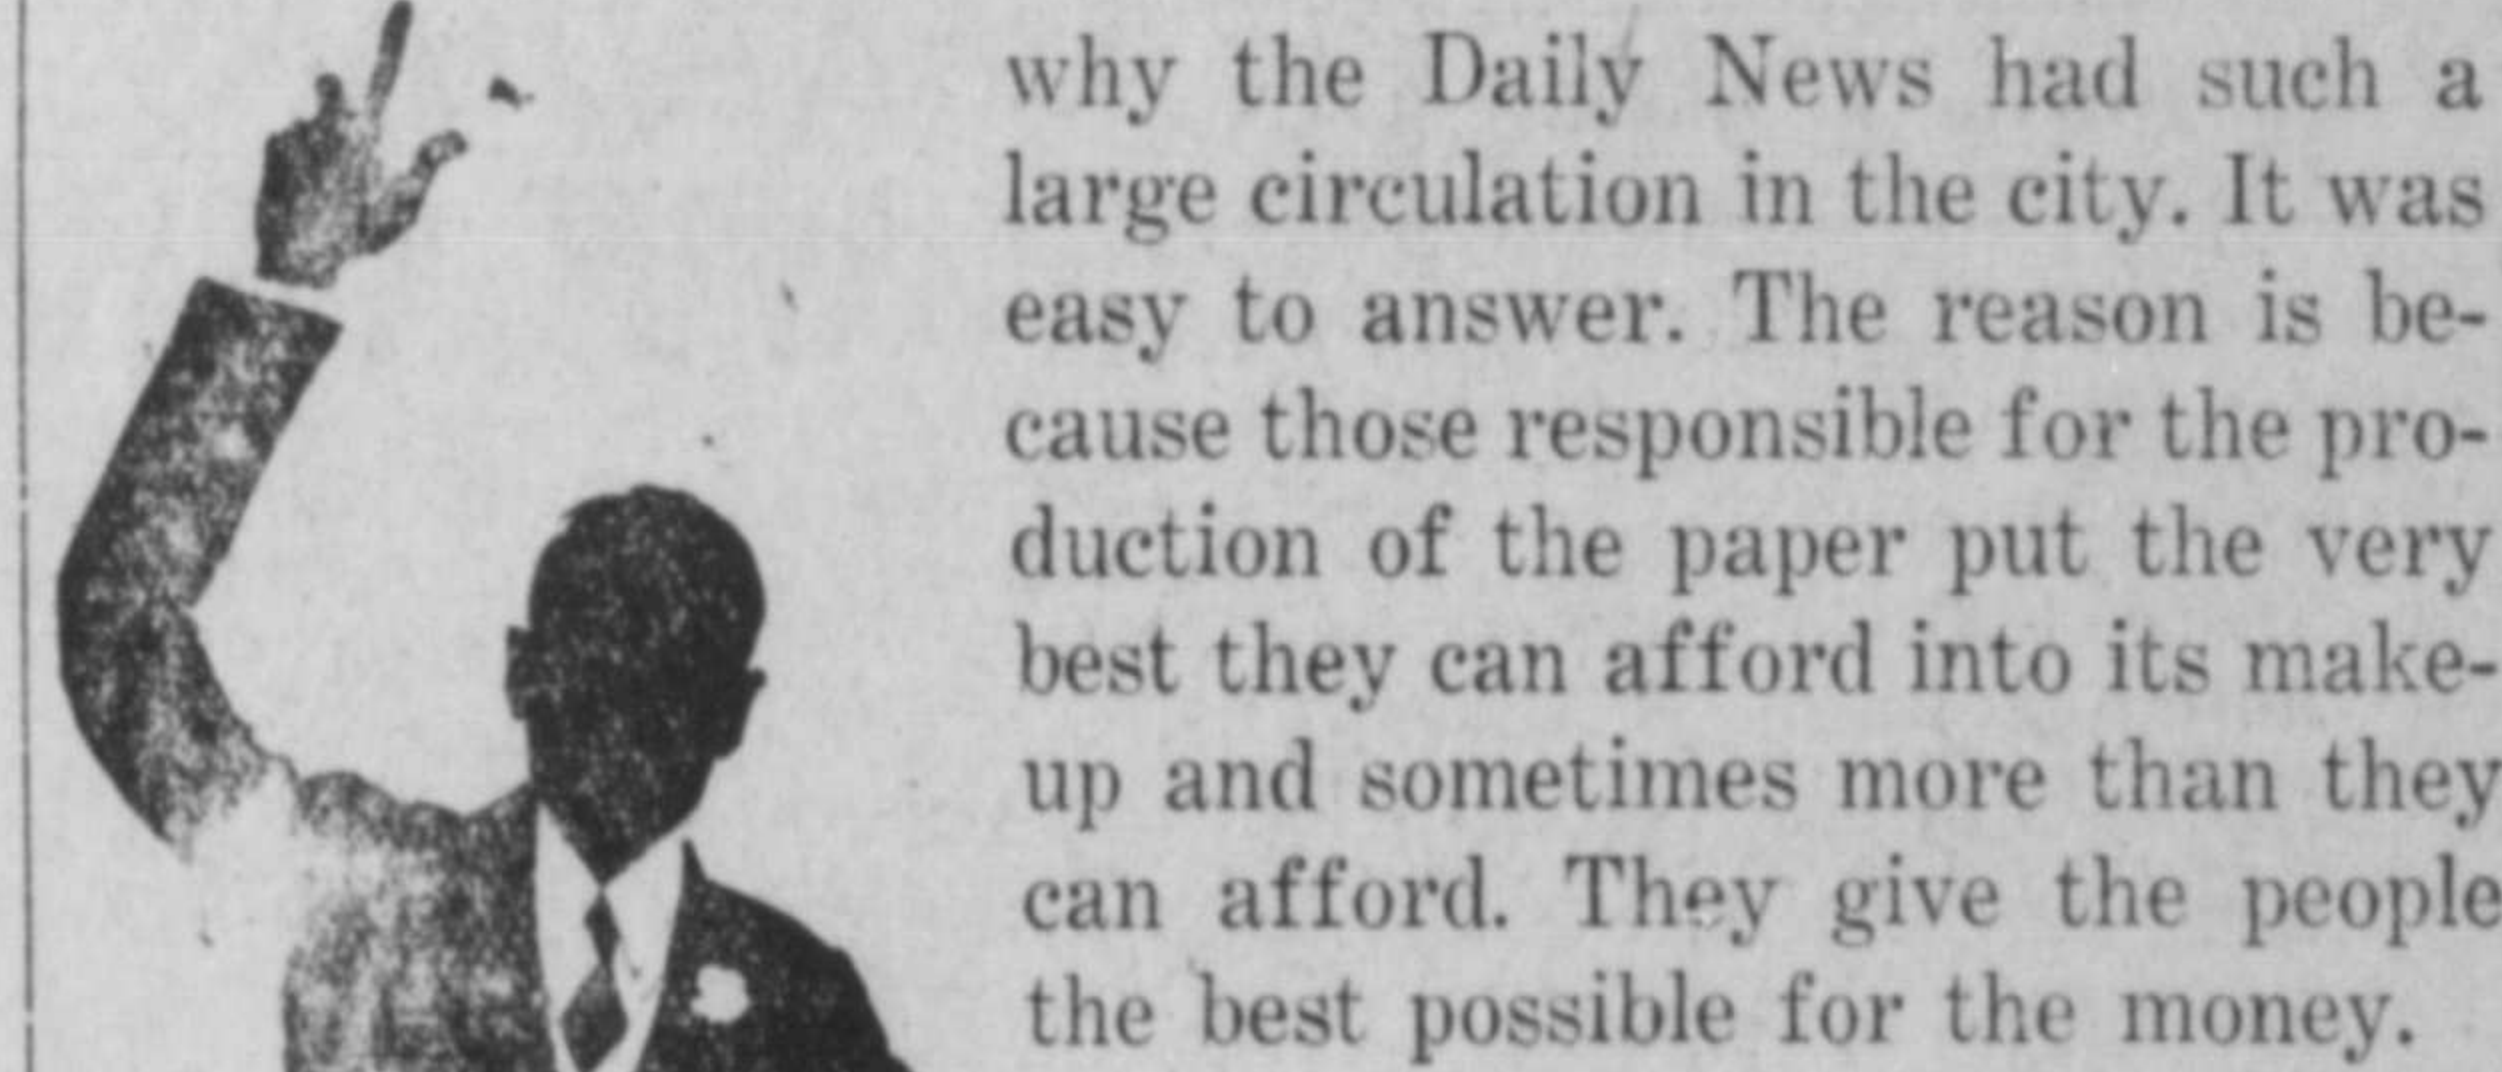 why the Daily News had such a
large circulation in the city. It was
easy to answer. The reason is be-
cause those responsible for the pro-
duction of the paper put the very
best they can afford into its make-
up and sometimes more than they
can afford. They give the people
the best possible for the money.